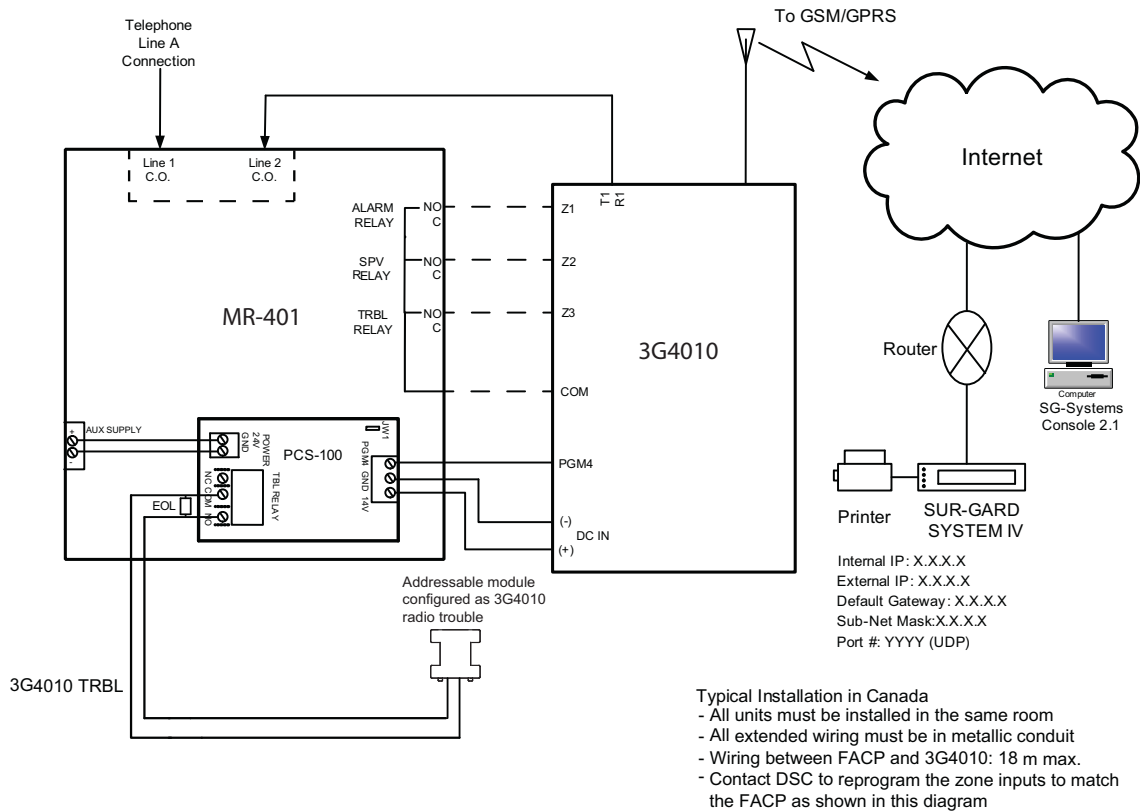 Telephone
Line A
Connection
To GSM/GPRS
Internet
Line 1
C.O.
Line 2
C.O.
T1
R1
ALARM
RELAY
NO
C
Z1
SPV
RELAY
NO
C
Z2
TRBL
RELAY
NO
C
Z3
MR-401
3G4010
COM
Router
Computer
SG-Systems
Console 2.1
AUX SUPPLY
+
-
POWER
24V
GND
PCS-100
JW1
PGM4 GND 14V
TBL RELAY
NC COM NO
EOL
PGM4
(-)
DC IN
(+)
Printer
SUR-GARD
SYSTEM IV
Internal IP: X.X.X.X
External IP: X.X.X.X
Default Gateway: X.X.X.X
Sub-Net Mask:X.X.X.X
Port #: YYYY (UDP)
Addressable module
configured as 3G4010
radio trouble
3G4010 TRBL
Typical Installation in Canada
- All units must be installed in the same room
- All extended wiring must be in metallic conduit
- Wiring between FACP and 3G4010: 18 m max.
- Contact DSC to reprogram the zone inputs to match
the FACP as shown in this diagram